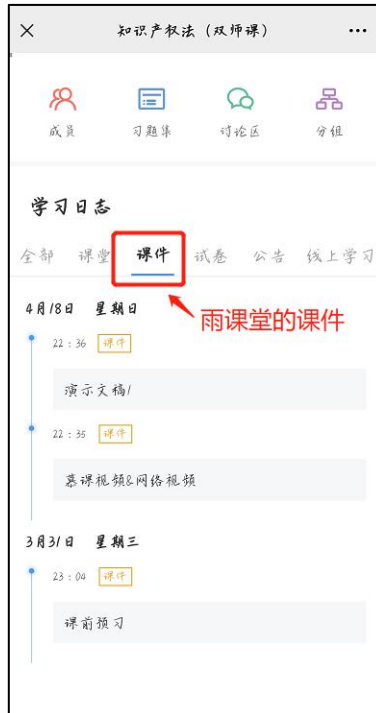 知识产权法（双师课）
成员 习题集 讨论区 分组
学习日志
全部 课堂 课件 试卷 公告 线上学习
4月18日 星期日
雨课堂的课件
22:36 课件
演示文稿1
22:35 课件
慕课视频&网络视频
3月31日 星期三
23:04 课件
课前预习